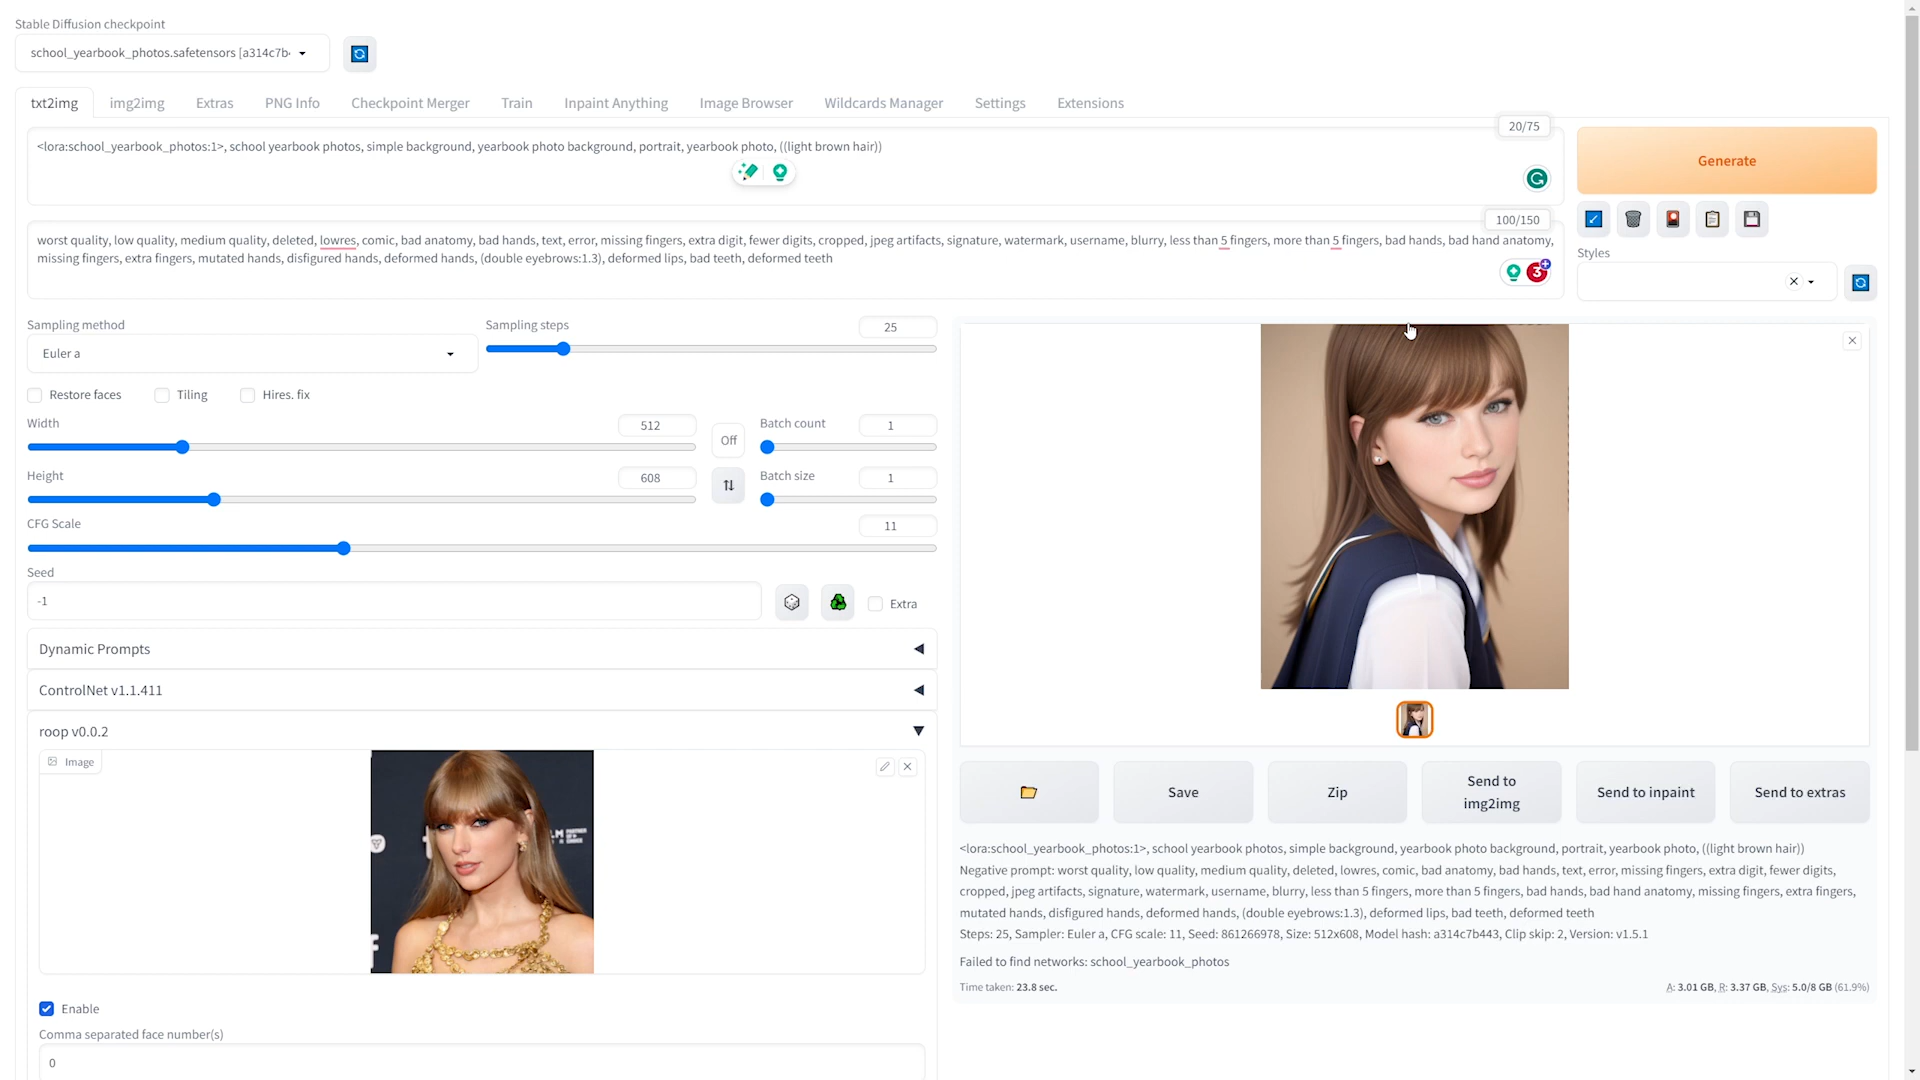 Stable Diffusion checkpoint
school_yearbook_photos.safetensors [a314c7b
txt2img img2img Extras PNG Info Checkpoint Merger Train Inpaint Anything Image Browser Wildcards Manager Settings Extensions
20/75
<lora:school_yearbook_photos:1>, school yearbook photos, simple background, yearbook photo background, portrait, yearbook photo, ((light brown hair))
Generate
100/150
worst quality, low quality, medium quality, deleted, lowres, comic, bad anatomy, bad hands, text, error, missing fingers, extra digit, fewer digits, cropped, jpeg artifacts, signature, watermark, username, blurry, less than 5 fingers, more than 5 fingers, bad hands, bad hand anatomy,
missing fingers, extra fingers, mutated hands, disfigured hands, deformed hands, (double eyebrows:1.3), deformed lips, bad teeth, deformed teeth
3
Styles
Sampling method
Euler a
Sampling steps
25
Restore faces Tiling Hires. fix
Width
512
Off
Batch count
1
Height
608
Batch size
1
CFG Scale
11
Seed
-1
Extra
Dynamic Prompts
ControlNet v1.1.411
roop v0.0.2
Image
Enable
Comma separated face number(s)
0
Save
Zip
Send to
img2img
Send to inpaint
Send to extras
<lora:school_yearbook_photos:1>, school yearbook photos, simple background, yearbook photo background, portrait, yearbook photo, ((light brown hair))
Negative prompt: worst quality, low quality, medium quality, deleted, lowres, comic, bad anatomy, bad hands, text, error, missing fingers, extra digit, fewer digits,
cropped, jpeg artifacts, signature, watermark, username, blurry, less than 5 fingers, more than 5 fingers, bad hands, bad hand anatomy, missing fingers, extra fingers,
mutated hands, disfigured hands, deformed hands, (double eyebrows:1.3), deformed lips, bad teeth, deformed teeth
Steps: 25, Sampler: Euler a, CFG scale: 11, Seed: 861266978, Size: 512x608, Model hash: a314c7b443, Clip skip: 2, Version: v1.5.1
Failed to find networks: school_yearbook_photos
Time taken: 23.8 sec.
A: 3.01 GB, R: 3.37 GB, Sys: 5.0/8 GB (61.9%)